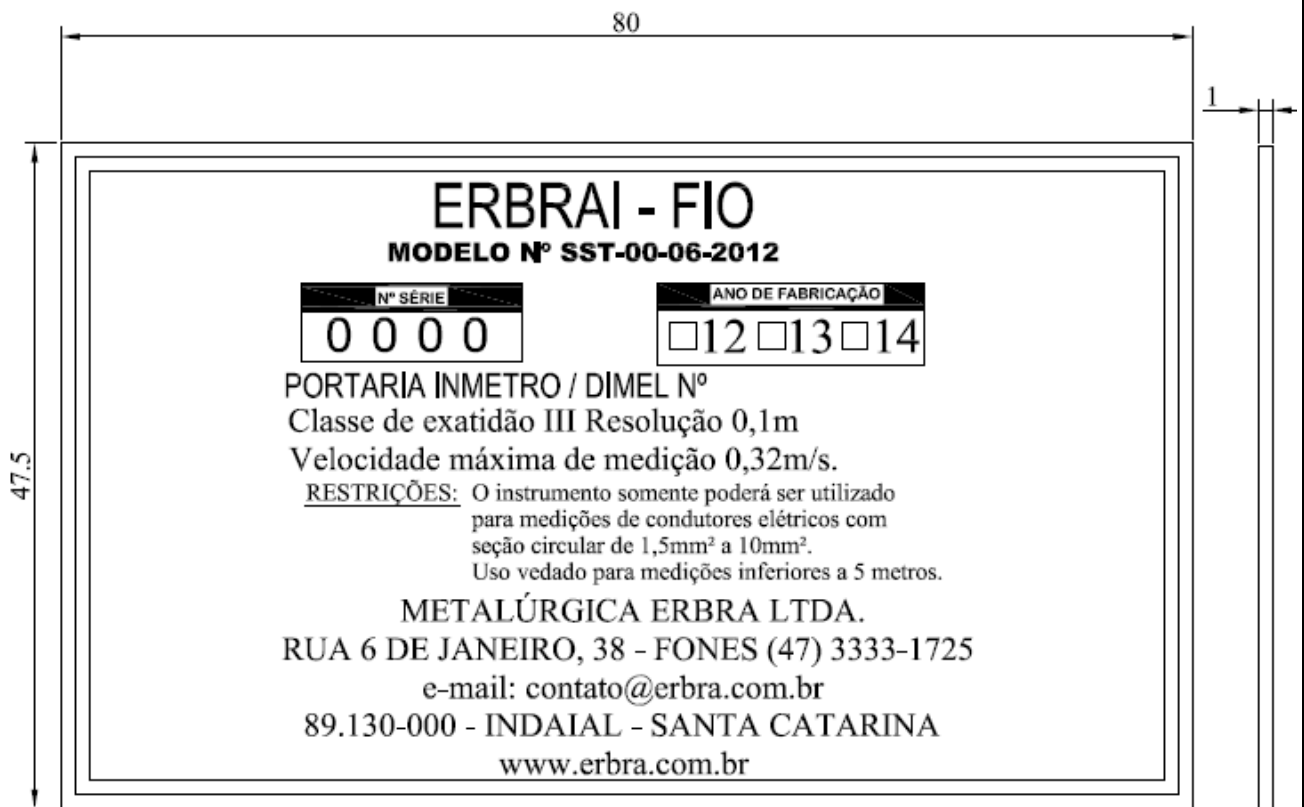 80
1
ERBRAI - FIO
MODELO Nº SST-00-06-2012
Nº SÉRIE
ANO DE FABRICAÇÃO
0 0 0 0
□12 □13 □14
PORTARIA INMETRO / DIMEL Nº
Classe de exatidão III Resolução 0,1m
Velocidade máxima de medição 0,32m/s.
47.5
RESTRIÇÕES: O instrumento somente poderá ser utilizado
para medições de condutores elétricos com
seção circular de 1,5mm² a 10mm².
Uso vedado para medições inferiores a 5 metros.
METALÚRGICA ERBRA LTDA.
RUA 6 DE JANEIRO, 38 - FONES (47) 3333-1725
e-mail: contato@erbra.com.br
89.130-000 - INDAIAL - SANTA CATARINA
www.erbra.com.br